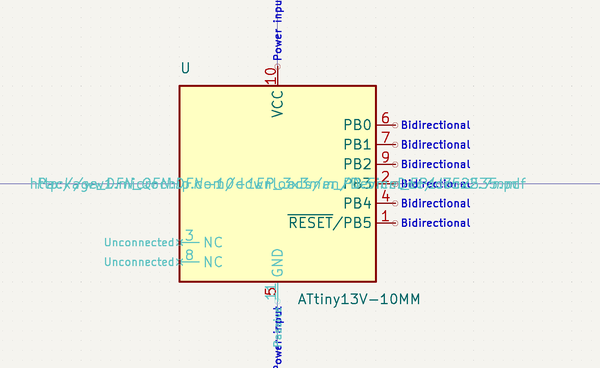 Power input
U
10
VCC
PB0 6 Bidirectional
PB1 7 Bidirectional
PB2 9 Bidirectional
PB3 2
PB4 4 Bidirectional
RESET/PB5 1 Bidirectional
Unconnected 3 NC
Unconnected 8 NC
GND
5
ATtiny13V-10MM
Power input